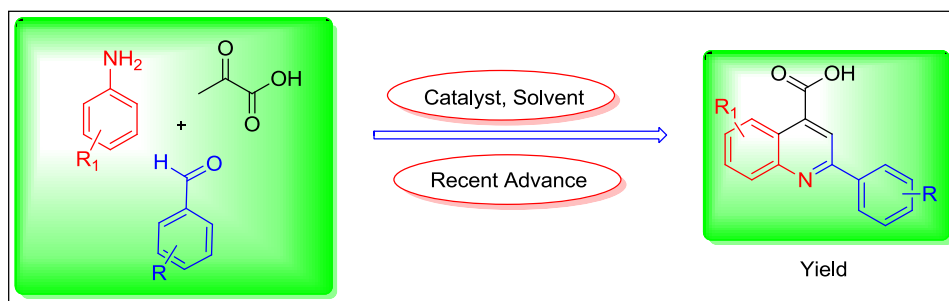 NH₂
O
OH
O
R₁
+
H
O
R
Catalyst, Solvent
Recent Advance
O
OH
R₁
N
R
Yield